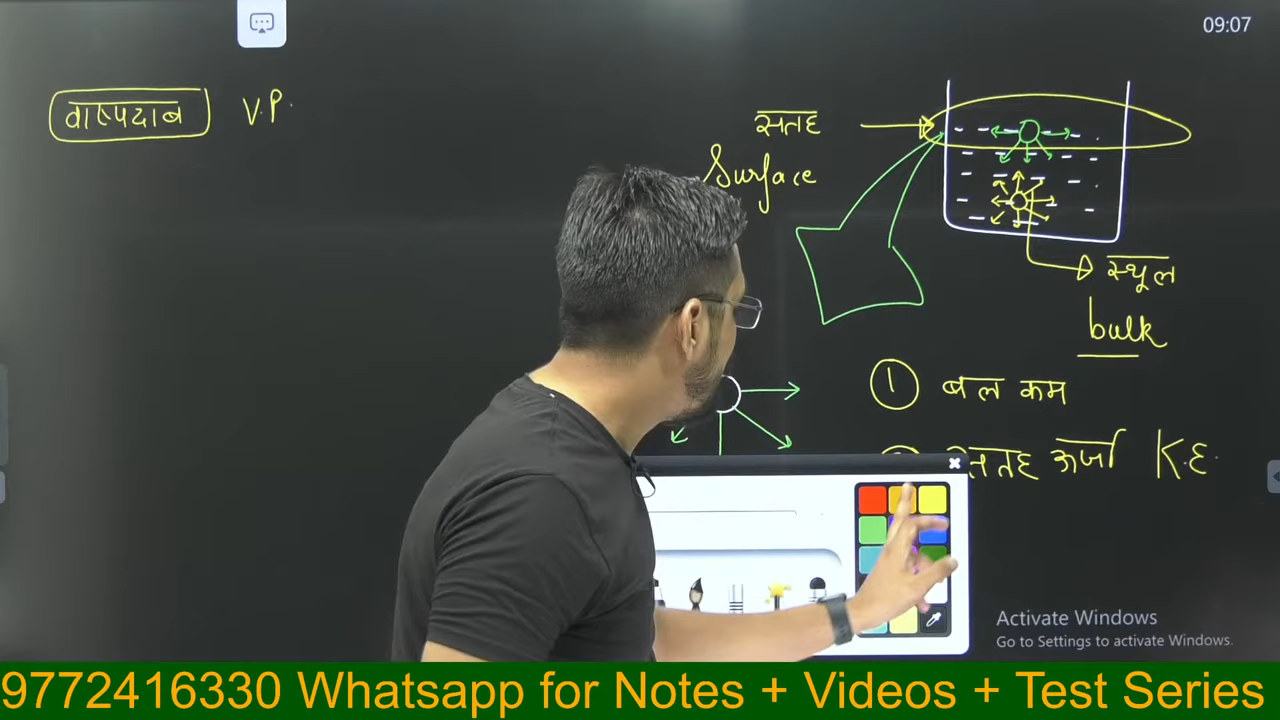 09:07
वाष्पदाब V.P.
सतह
Surface
स्थूल
bulk
1 बल कम
सतह ऊर्जा K.E.
Activate Windows
Go to Settings to activate Windows.
9772416330 Whatsapp for Notes + Videos + Test Series